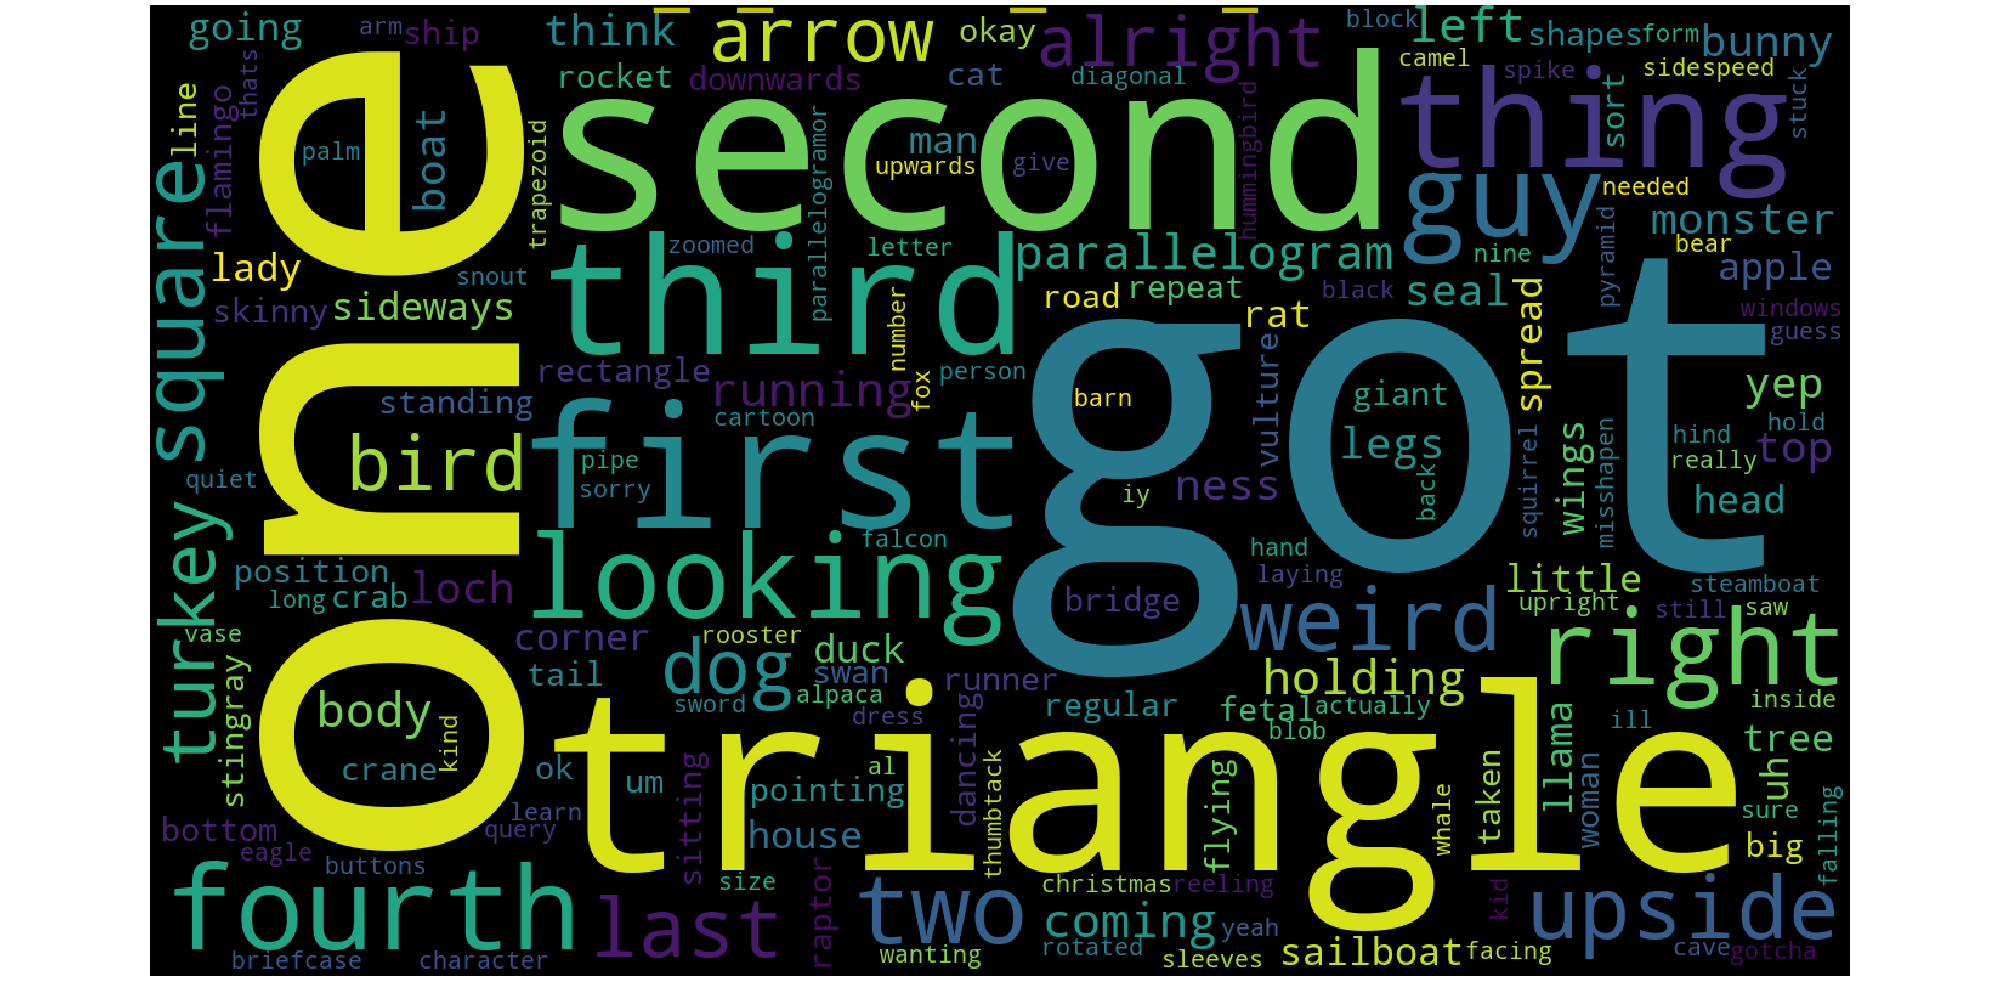 going
arm
ship
think
arrow
okay
alright
block
left
shapes
form
bunny
thats
rocket
downwards
cat
diagonal
camel
spike
sidespeed
line
flamingo
palm
boat
one
trapezoid
second
parallelogramor
man
upwards
give
hummingbird
thing
sort
stuck
guy
needed
square
lady
snout
skinny
sideways
zoomed
third
letter
parallelogram
nine
monster
bear
pyramid
apple
road
repeat
black
seal
windows
guess
number
rat
spread
rectangle
running
person
fox
barn
vulture
giant
yep
standing
cartoon
first
got
legs
hold
bird
pipe
sorry
quiet
ness
iy
back
squirrel
wings
misshapen
hind
really
top
head
turkey
looking
falcon
hand
laying
position
long
crab
loch
bridge
weird
little
upright
steamboat
still
saw
vase
corner
rooster
duck
swan
tail
dog
sword
alpaca
dress
runner
dancing
holding
right
regular
fetal
actually
blob
inside
stingray
body
kind
crane
triangle
ok
um
al
pointing
learn
query
house
sitting
thumbtack
flying
whale
taken
llama
woman
ill
tree
uh
sure
big
falling
bottom
eagle
buttons
size
raptor
christmas
reeling
kid
fourth
last
two
coming
yeah
rotated
upside
briefcase
character
wanting
sleeves
sailboat
facing
cave
gotcha